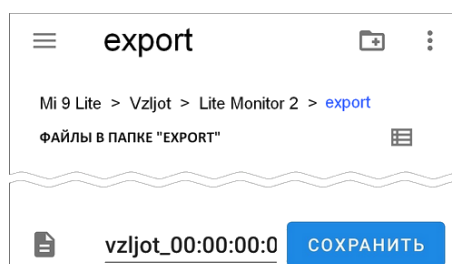 export
Mi 9 Lite > Vzljot > Lite Monitor 2 > export
ФАЙЛЫ В ПАПКЕ "EXPORT"
vzljot_00:00:00:0 СОХРАНИТЬ